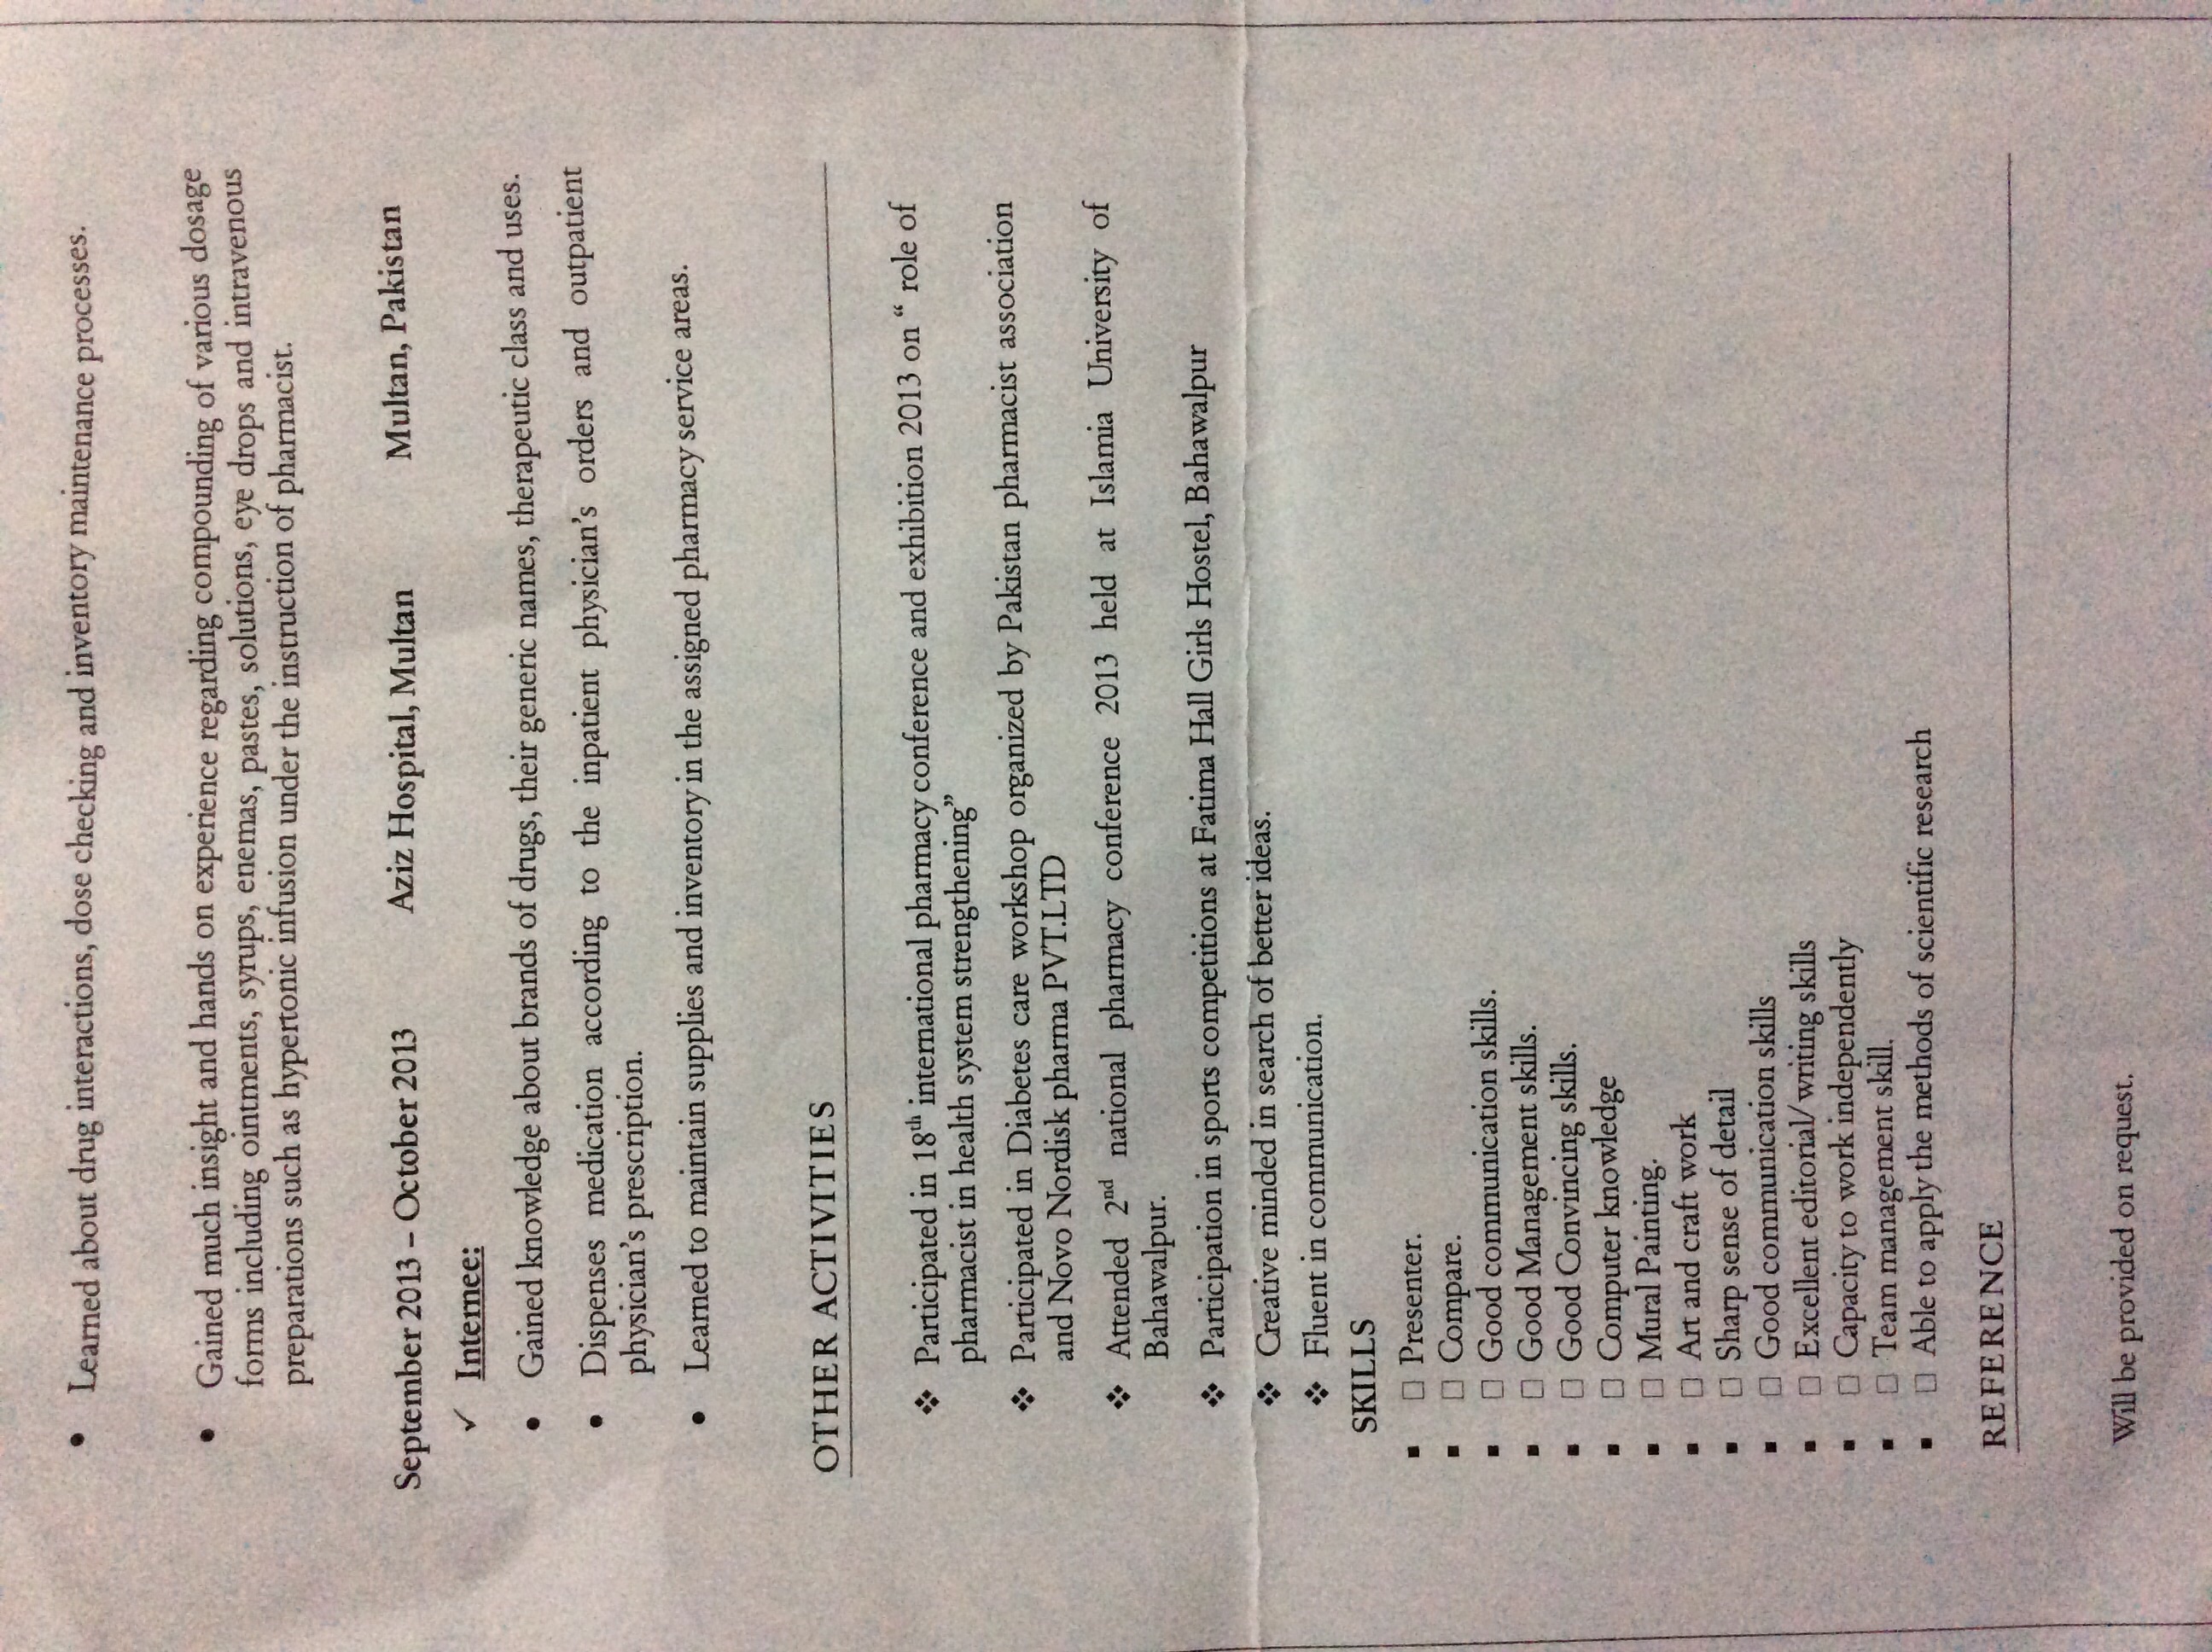 • Learned about drug interactions, dose checking and inventory maintenance processes.
• Gained much insight and hands on experience regarding compounding of various dosage
forms including ointments, syrups, enemas, pastes, solutions, eye drops and intravenous
preparations such as hypertonic infusion under the instruction of pharmacist.
September 2013 – October 2013 Aziz Hospital, Multan Multan, Pakistan
✓ Internee:
• Gained knowledge about brands of drugs, their generic names, therapeutic class and uses.
• Dispenses medication according to the inpatient physician’s orders and outpatient
physician’s prescription.
• Learned to maintain supplies and inventory in the assigned pharmacy service areas.
OTHER ACTIVITIES
❖ Participated in 18th international pharmacy conference and exhibition 2013 on “ role of
pharmacist in health system strengthening”
❖ Participated in Diabetes care workshop organized by Pakistan pharmacist association
and Novo Nordisk pharma PVT.LTD
❖ Attended 2nd national pharmacy conference 2013 held at Islamia University of
Bahawalpur.
❖ Participation in sports competitions at Fatima Hall Girls Hostel, Bahawalpur
❖ Creative minded in search of better ideas.
❖ Fluent in communication.
SKILLS
▪ □ Presenter.
▪ □ Compare.
▪ □ Good communication skills.
▪ □ Good Management skills.
▪ □ Good Convincing skills.
▪ □ Computer knowledge
▪ □ Mural Painting.
▪ □ Art and craft work
▪ □ Sharp sense of detail
▪ □ Good communication skills
▪ □ Excellent editorial/writing skills
▪ □ Capacity to work independently
▪ □ Team management skill.
▪ □ Able to apply the methods of scientific research
REFERENCE
Will be provided on request.